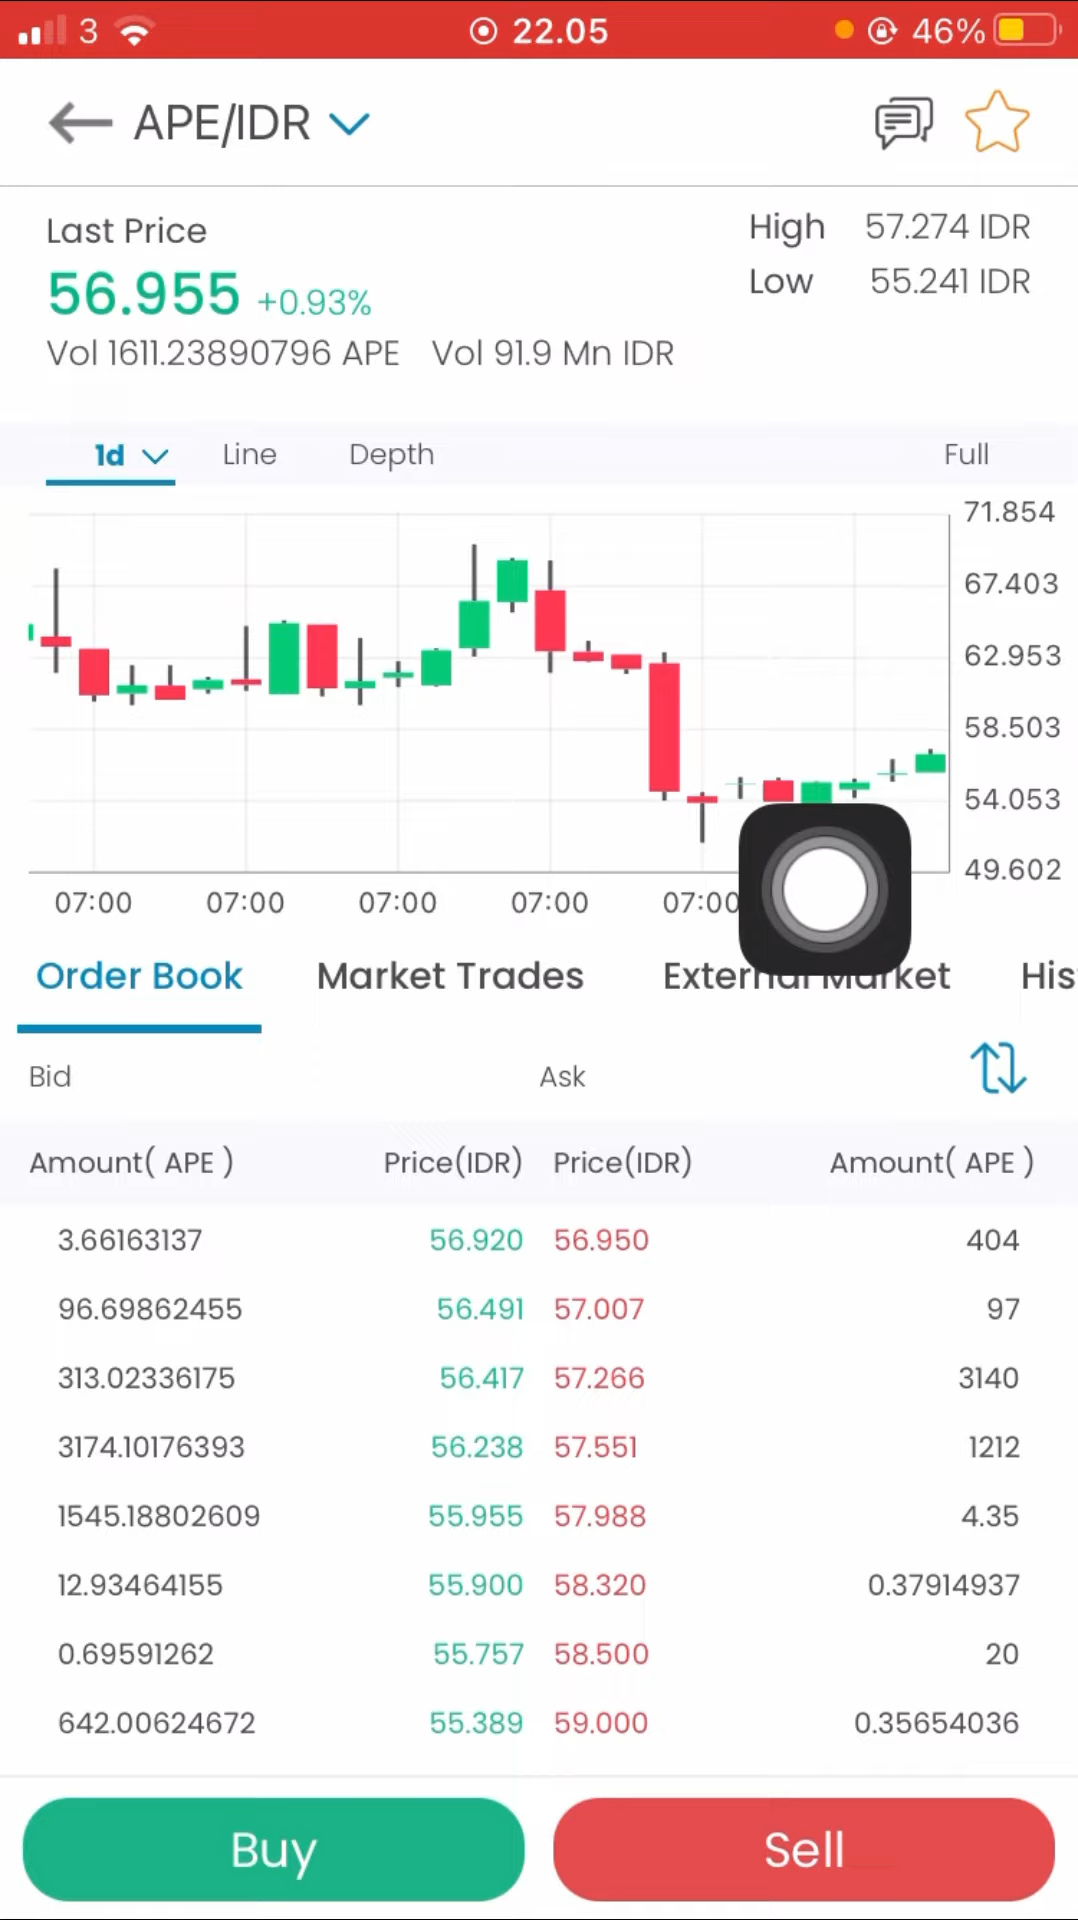 3 22.05 46%
APE/IDR
Last Price High 57.274 IDR
56.955 +0.93% Low 55.241 IDR
Vol 1611.23890796 APE Vol 91.9 Mn IDR
1d Line Depth Full
71.854
67.403
62.953
58.503
54.053
49.602
07:00 07:00 07:00 07:00 07:00
Order Book Market Trades External Market His
Bid Ask
Amount( APE ) Price(IDR) Price(IDR) Amount( APE )
3.66163137 56.920 56.950 404
96.69862455 56.491 57.007 97
313.02336175 56.417 57.266 3140
3174.10176393 56.238 57.551 1212
1545.18802609 55.955 57.988 4.35
12.93464155 55.900 58.320 0.37914937
0.69591262 55.757 58.500 20
642.00624672 55.389 59.000 0.35654036
Buy Sell